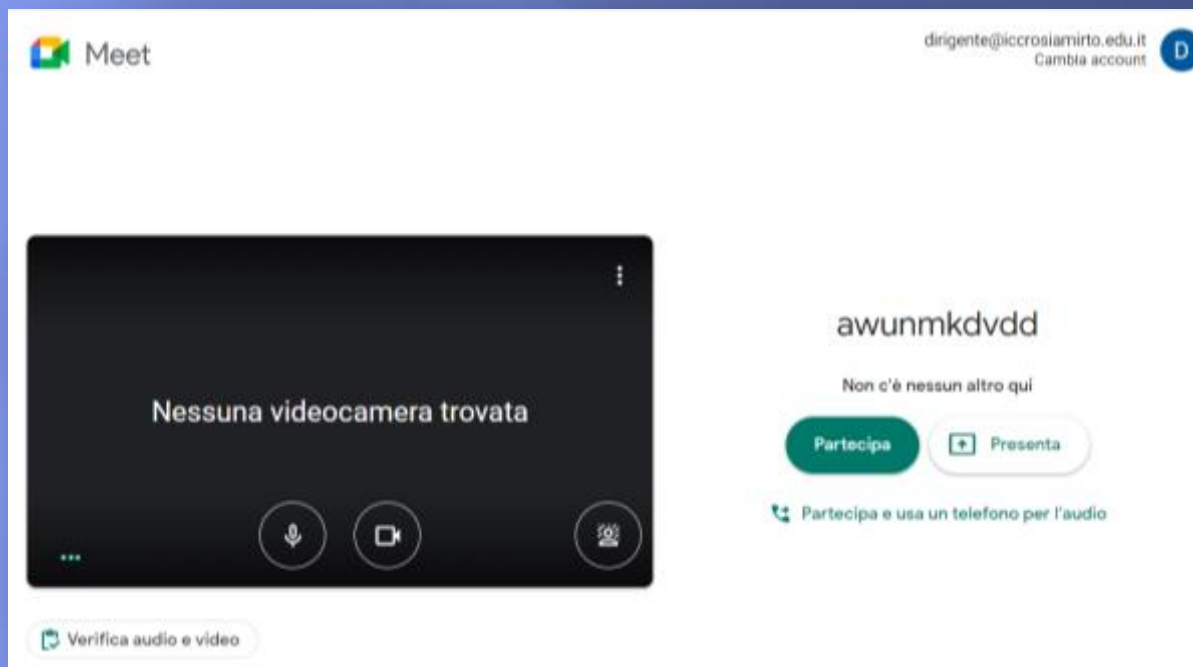 Meet
dirigente@iccrosiamirto.edu.it
Cambia account
D
Nessuna videocamera trovata
awunmkdvdd
Non c'è nessun altro qui
Partecipa
Presenta
Partecipa e usa un telefono per l'audio
Verifica audio e video